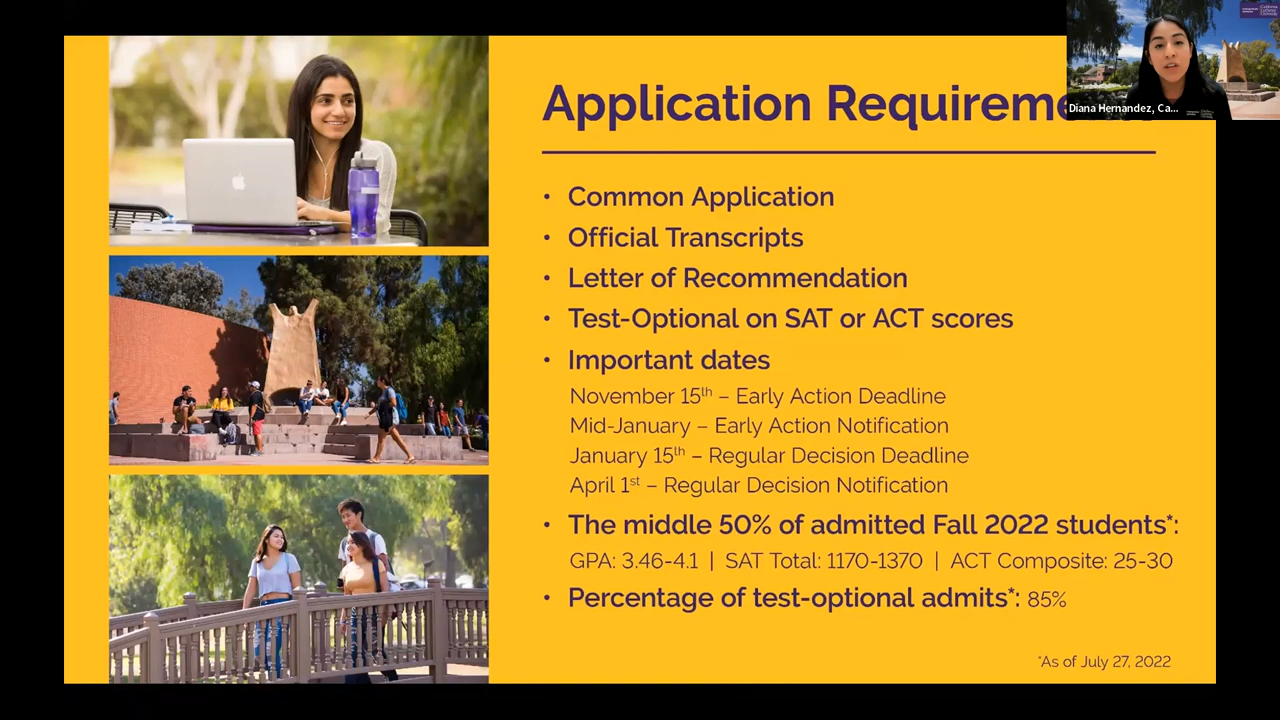 Application Requireme
Diana Hernandez, Ca...
California
Lutheran
University
• Common Application
• Official Transcripts
• Letter of Recommendation
• Test-Optional on SAT or ACT scores
• Important dates
November 15th – Early Action Deadline
Mid-January – Early Action Notification
January 15th – Regular Decision Deadline
April 1st – Regular Decision Notification
• The middle 50% of admitted Fall 2022 students*:
GPA: 3.46-4.1 | SAT Total: 1170-1370 | ACT Composite: 25-30
• Percentage of test-optional admits*: 85%
*As of July 27, 2022